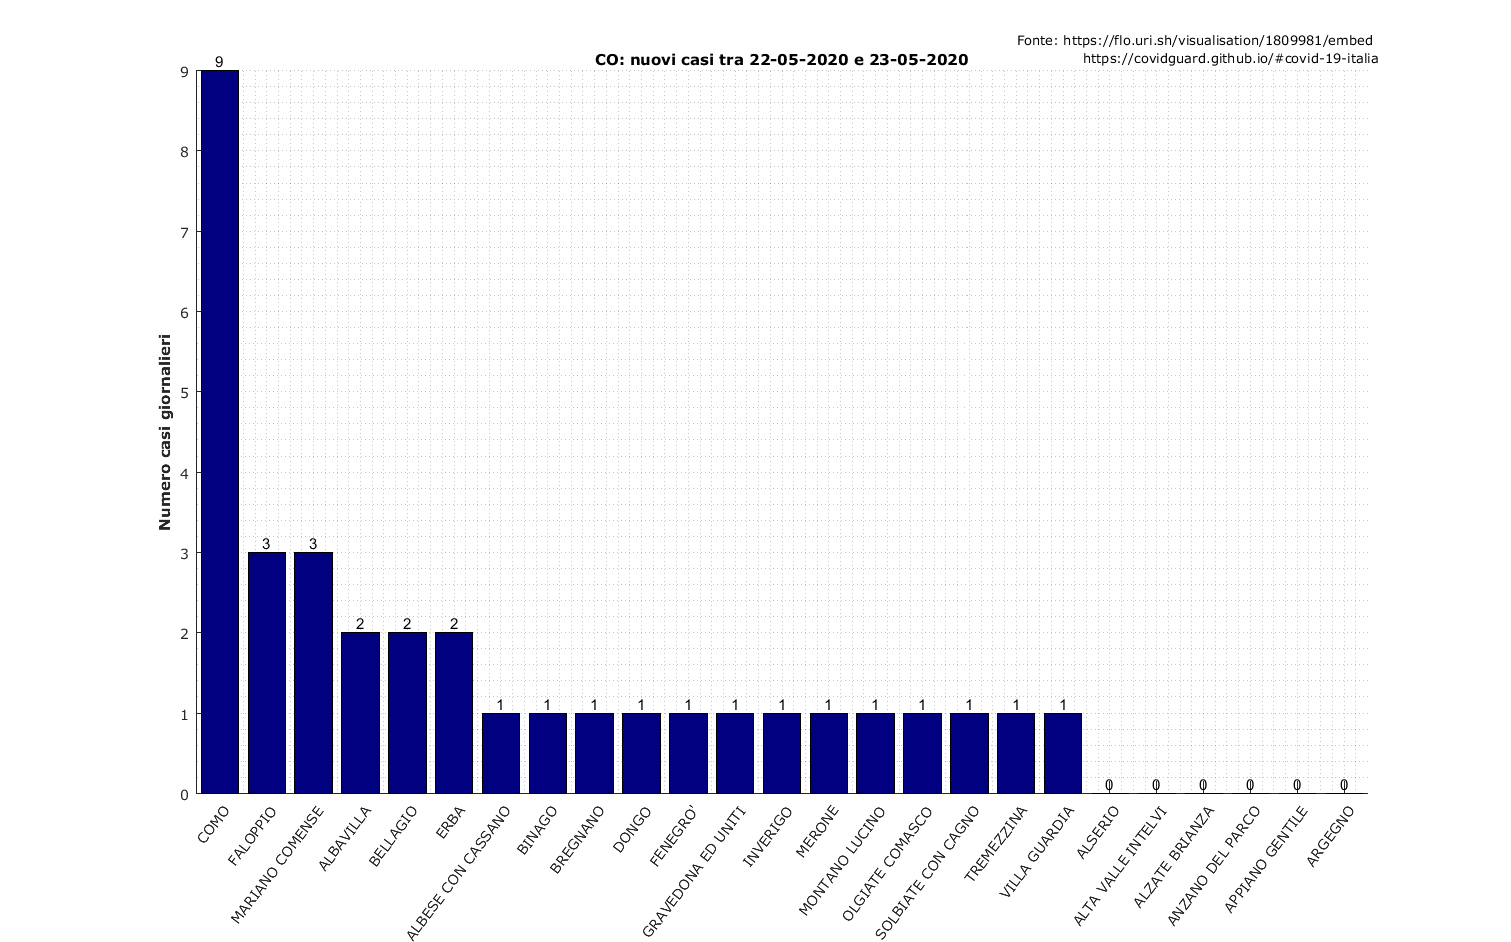 Fonte: https://flo.uri.sh/visualisation/1809981/embed
https://covidguard.github.io/#covid-19-italia
CO: nuovi casi tra 22-05-2020 e 23-05-2020
Numero casi giornalieri
9
8
7
6
5
4
3
2
1
0
9
3
3
2
2
2
1
1
1
1
1
1
1
1
1
1
1
1
1
0
0
0
0
0
0
COMO
FALOPPIO
MARIANO COMENSE
ALBAVILLA
BELLAGIO
ERBA
ALBESE CON CASSANO
BINAGO
BREGNANO
DONGO
FENEGRO'
GRAVEDONA ED UNITI
INVERIGO
MERONE
MONTANO LUCINO
OLGIATE COMASCO
SOLBIATE CON CAGNO
TREMEZZINA
VILLA GUARDIA
ALSERIO
ALTA VALLE INTELVI
ALZATE BRIANZA
ANZANO DEL PARCO
APPIANO GENTILE
ARGEGNO